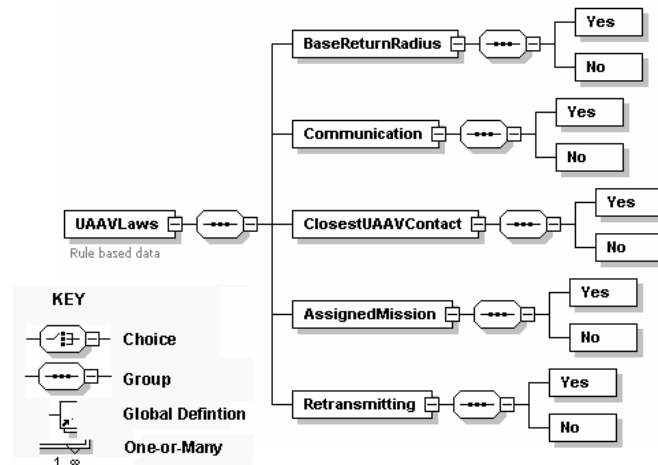 BaseReturnRadius
Yes
No
Communication
Yes
No
UAAVLaws
Rule based data
ClosestUAAVContact
Yes
No
AssignedMission
Yes
No
Retransmitting
Yes
No
KEY
Choice
Group
Global Defintion
One-or-Many
1 ∞